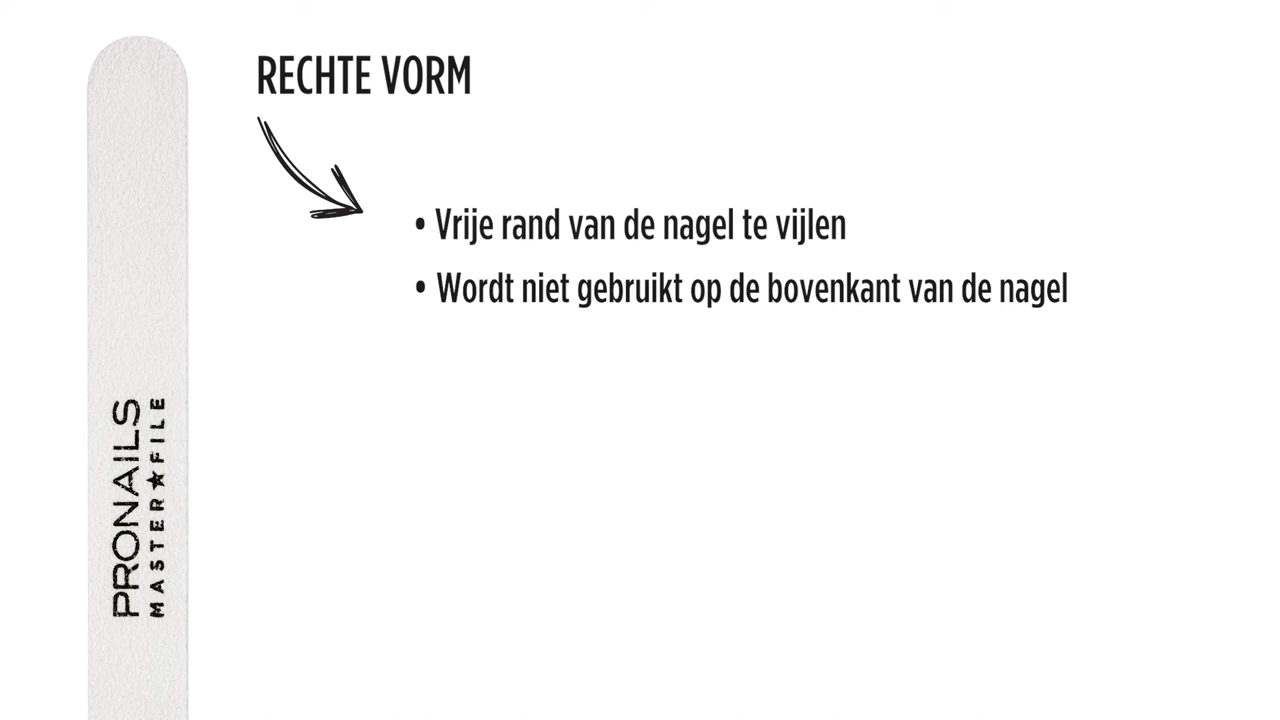 RECHTE VORM
• Vrije rand van de nagel te vijlen
• Wordt niet gebruikt op de bovenkant van de nagel
PRONAILS
MASTER★FILE